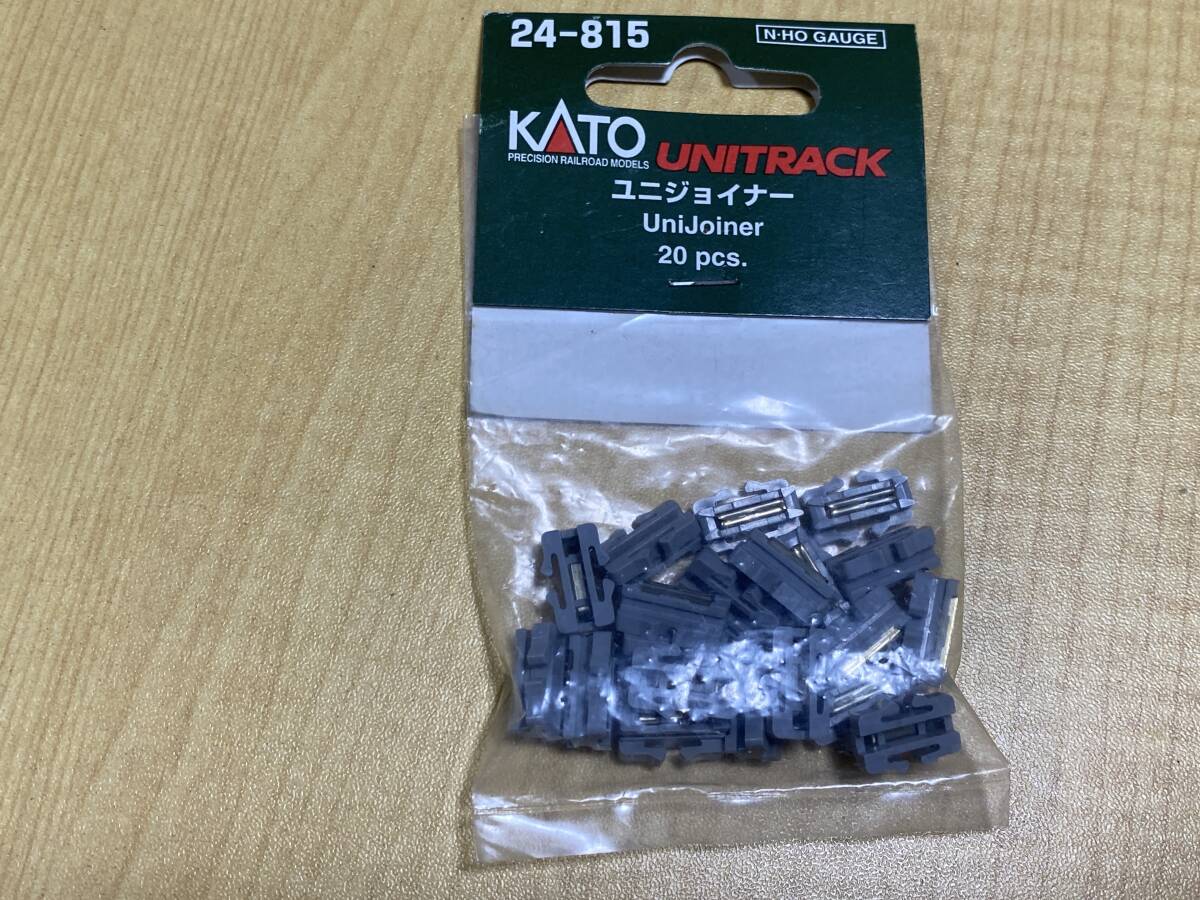 24-815
N·HO GAUGE
KATO
PRECISION RAILROAD MODELS
UNITRACK
ユニジョイナー
UniJoiner
20 pcs.